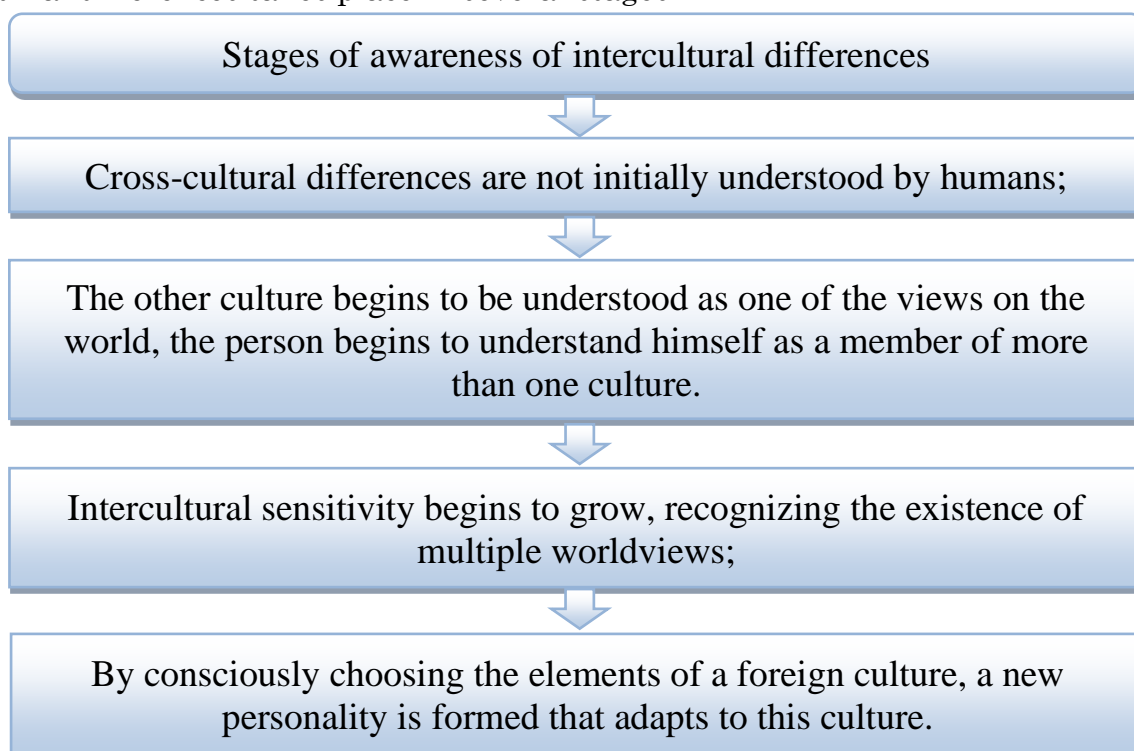 Stages of awareness of intercultural differences
Cross-cultural differences are not initially understood by humans;
The other culture begins to be understood as one of the views on the
world, the person begins to understand himself as a member of more
than one culture.
Intercultural sensitivity begins to grow, recognizing the existence of
multiple worldviews;
By consciously choosing the elements of a foreign culture, a new
personality is formed that adapts to this culture.